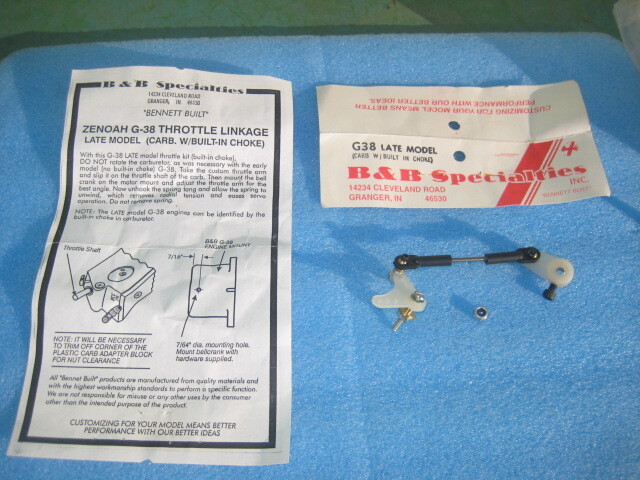 B & B Specialties
14234 CLEVELAND ROAD
GRANGER, IN 46530
"BENNETT BUILT"
ZENOAH G-38 THROTTLE LINKAGE
LATE MODEL (CARB. W/BUILT-IN CHOKE)
With this G-38 LATE model throttle kit (built-in choke),
DO NOT rotate the carburetor, as was necessary with the early
model (no built-in choke) G-38. Take the custom throttle arm
and slip it on the throttle shaft of the carb. Then mount the bell
crank on the motor mount and adjust the throttle arm for the
best angle. Now unhook the spring long and allow the spring to
unwind, which removes radial tension and eases servo
operation. Do not remove spring.
NOTE: The LATE model G-38 engines can be identified by the
built-in choke in carburetor.
Throttle Shaft
B&B G-38
ENGINE MOUNT
7/16"
7/64" dia. mounting hole.
Mount bellcrank with
hardware supplied.
NOTE: IT WILL BE NECESSARY
TO TRIM OFF CORNER OF THE
PLASTIC CARB ADAPTER BLOCK
FOR NUT CLEARANCE
All "Bennet Built" products are manufactured from quality materials and
with the highest workmanship standards to perform a specific function.
We are not responsible for misuse or any other uses by the consumer
other than the intended purpose of the product.
CUSTOMIZING FOR YOUR MODEL MEANS BETTER
PERFORMANCE WITH OUR BETTER IDEAS
CUSTOMIZING FOR YOUR MODEL MEANS BETTER
PERFORMANCE WITH OUR BETTER IDEAS.
G38 LATE MODEL
(CARB W/ BUILT IN CHOKE)
B & B Specialties
INC.
14234 CLEVELAND ROAD
GRANGER, IN 46530
"BENNETT BUILT"